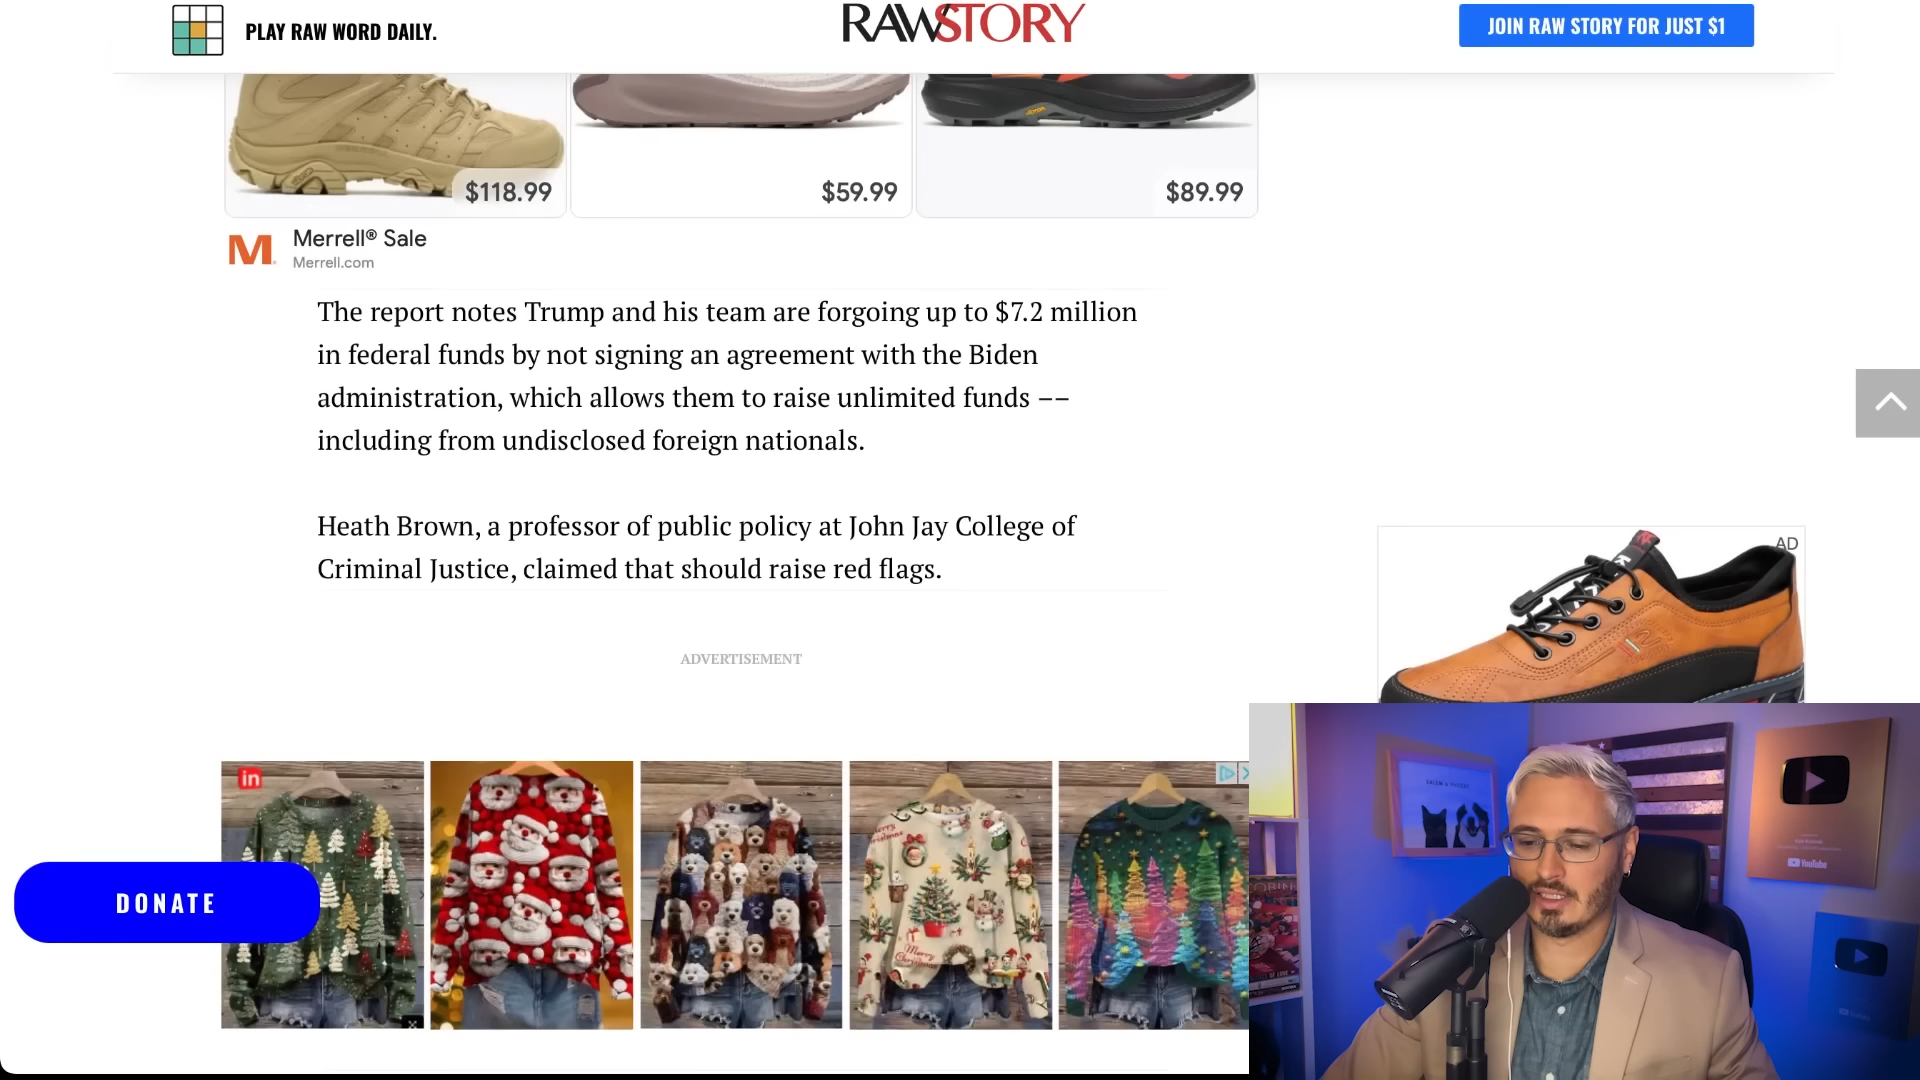 PLAY RAW WORD DAILY.
RAWSTORY
JOIN RAW STORY FOR JUST $1
$118.99
$59.99
$89.99
M
Merrell® Sale
Merrell.com
The report notes Trump and his team are forgoing up to $7.2 million
in federal funds by not signing an agreement with the Biden
administration, which allows them to raise unlimited funds ––
including from undisclosed foreign nationals.
Heath Brown, a professor of public policy at John Jay College of
Criminal Justice, claimed that should raise red flags.
AD
ADVERTISEMENT
in
Merry
Christmas
DONATE
YouTube